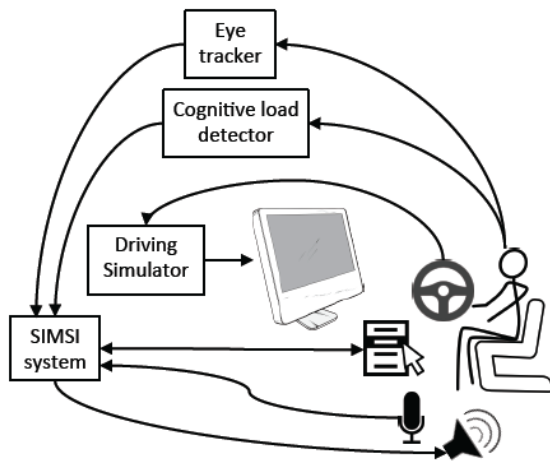 Eye
tracker
Cognitive load
detector
Driving
Simulator
SIMSI
system